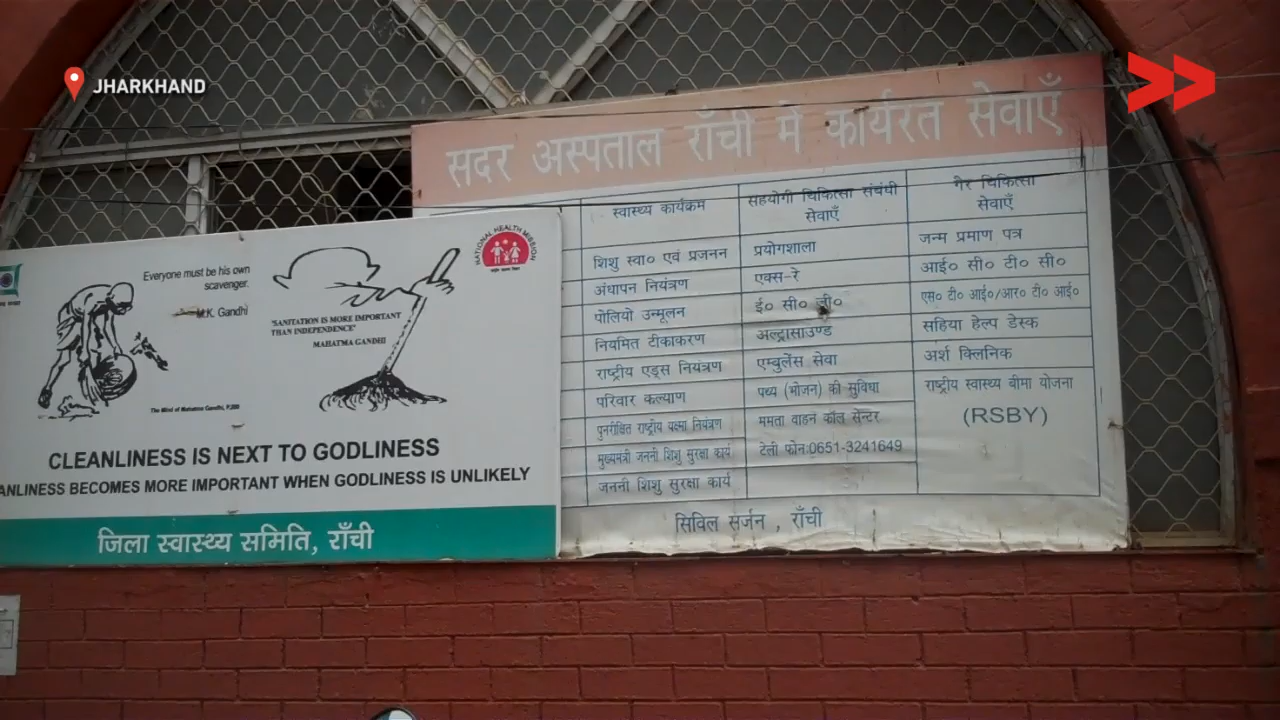 JHARKHAND
सदर अस्पताल राँची में कार्यरत सेवाएँ
स्वास्थ्य कार्यक्रम
शिशु स्वा० एवं प्रजनन
अंधापन नियंत्रण
पोलियो उन्मूलन
नियमित टीकाकरण
राष्ट्रीय एड्स नियंत्रण
परिवार कल्याण
पुनरीक्षित राष्ट्रीय यक्ष्मा नियंत्रण
मुख्यमंत्री जननी शिशु सुरक्षा कार्य
जननी शिशु सुरक्षा कार्य
सहयोगी चिकित्सा संबंधी
सेवाएँ
प्रयोगशाला
एक्स-रे
ई० सी० जी०
अल्ट्रासाउण्ड
एम्बुलेंस सेवा
पथ्य (भोजन) की सुविधा
ममता वाहन कॉल सेन्टर
टेली फोन:0651-3241649
गैर चिकित्सा
सेवाएँ
जन्म प्रमाण पत्र
आई० सी० टी० सी०
एस० टी० आई०/आर० टी० आई०
सहिया हेल्प डेस्क
अर्श क्लिनिक
राष्ट्रीय स्वास्थ्य बीमा योजना
(RSBY)
सिविल सर्जन , राँची
Everyone must be his own
scavenger.
M.K. Gandhi
"SANITATION IS MORE IMPORTANT
THAN INDEPENDENCE"
MAHATMA GANDHI
NATIONAL HEALTH MISSION
The Mind of Mahatma Gandhi,
CLEANLINESS IS NEXT TO GODLINESS
BECOMES MORE IMPORTANT WHEN GODLINESS IS UNLIKELY
जिला स्वास्थ्य समिति, राँची